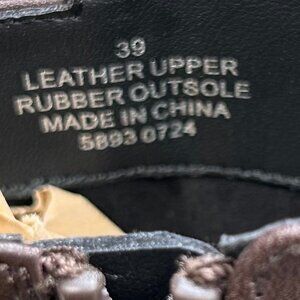 39
LEATHER UPPER
RUBBER OUTSOLE
MADE IN CHINA
5893 0724